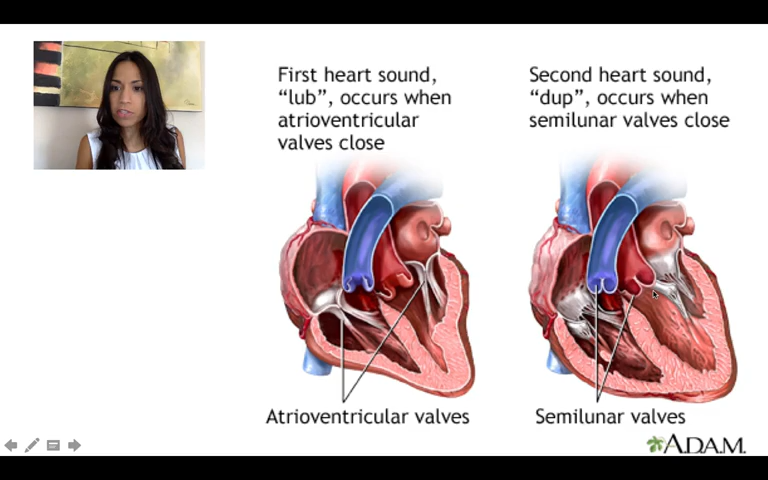 First heart sound,
“lub”, occurs when
atrioventricular
valves close
Second heart sound,
“dup”, occurs when
semilunar valves close
Atrioventricular valves
Semilunar valves
A.D.A.M.